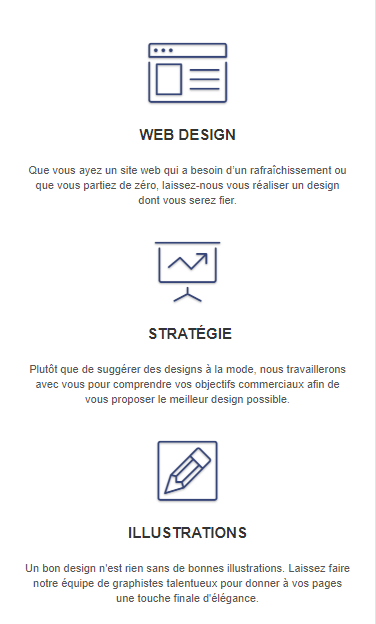 WEB DESIGN
Que vous ayez un site web qui a besoin d'un rafraîchissement ou
que vous partiez de zéro, laissez-nous vous réaliser un design
dont vous serez fier.
STRATÉGIE
Plutôt que de suggérer des designs à la mode, nous travaillerons
avec vous pour comprendre vos objectifs commerciaux afin de
vous proposer le meilleur design possible.
ILLUSTRATIONS
Un bon design n'est rien sans de bonnes illustrations. Laissez faire
notre équipe de graphistes talentueux pour donner à vos pages
une touche finale d'élégance.